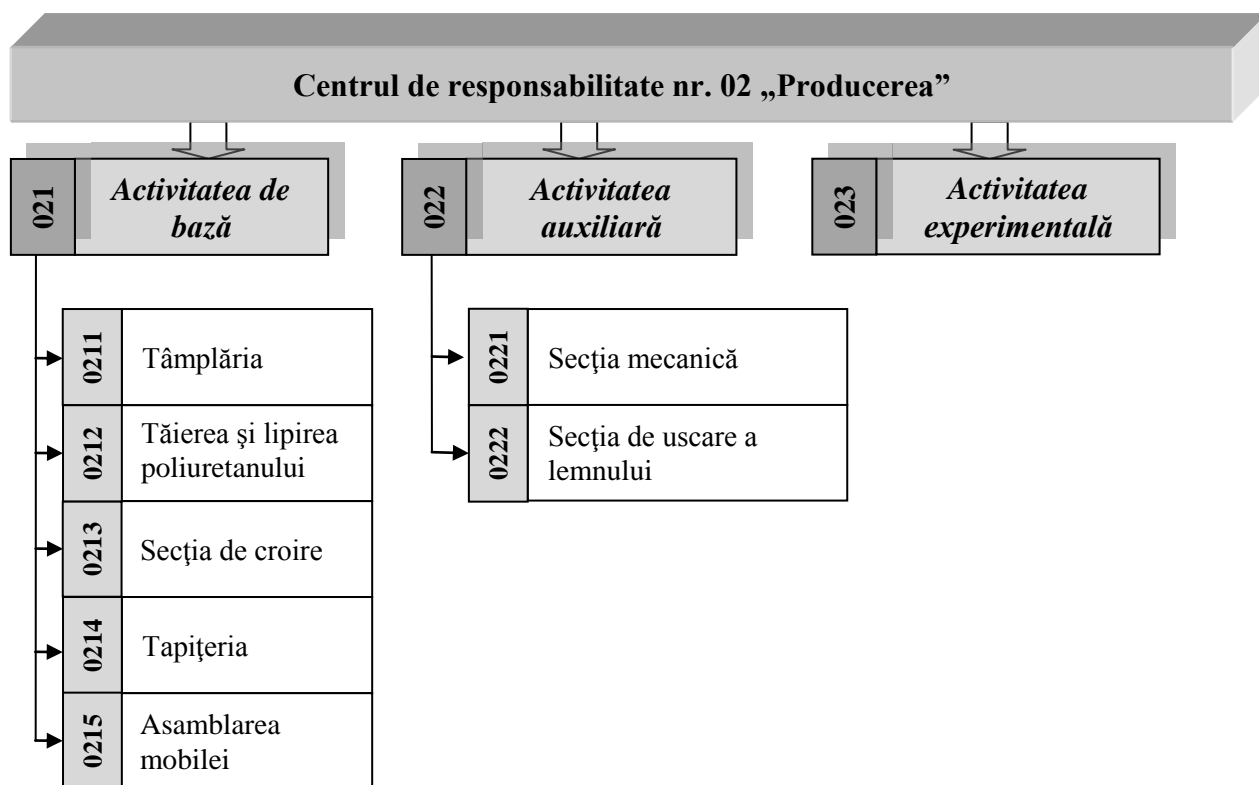 Centrul de responsabilitate nr. 02 „Producerea”
021
Activitatea de
bază
022
Activitatea
auxiliară
023
Activitatea
experimentală
0211
Tâmplăria
0212
Tăierea şi lipirea
poliuretanului
0213
Secţia de croire
0214
Tapiţeria
0215
Asamblarea
mobilei
0221
Secţia mecanică
0222
Secţia de uscare a
lemnului